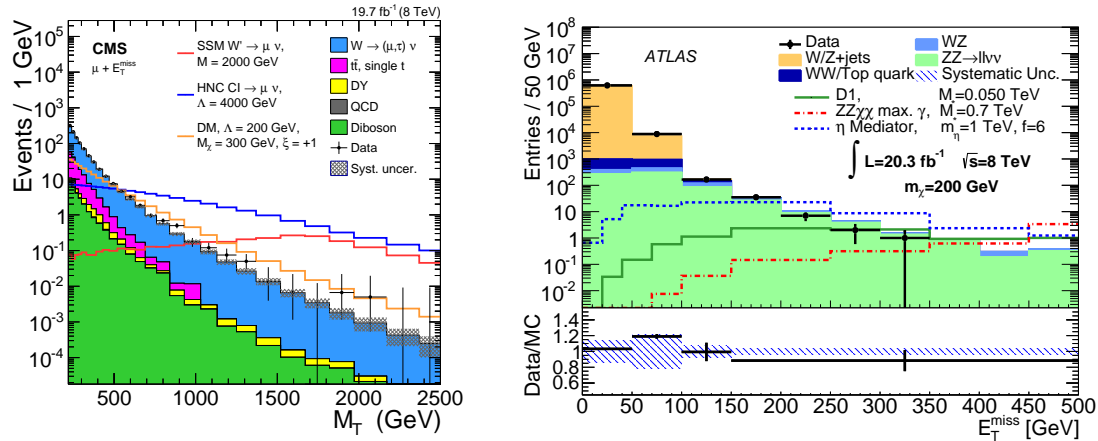 19.7 fb⁻¹ (8 TeV)
CMS
μ + E_T^miss
SSM W' → μ ν,
M = 2000 GeV
HNC CI → μ ν,
Λ = 4000 GeV
DM, Λ = 200 GeV,
M_χ = 300 GeV, ξ = +1
W → (μ,τ) ν
tt̄, single t
DY
QCD
Diboson
Data
Syst. uncer.
Events / 1 GeV
10⁵
10⁴
10³
10²
10
1
10⁻¹
10⁻²
10⁻³
10⁻⁴
500 1000 1500 2000 2500
M_T (GeV)
ATLAS
Data
W/Z+jets
WW/Top quark
WZ
ZZ→llνν
Systematic Unc.
D1, M_*=0.050 TeV
ZZχχ max. γ, M_*=0.7 TeV
η Mediator, m_η=1 TeV, f=6
∫ L=20.3 fb⁻¹ √s=8 TeV
m_χ=200 GeV
Entries / 50 GeV
10⁸
10⁷
10⁶
10⁵
10⁴
10³
10²
10
1
10⁻¹
10⁻²
Data/MC
1.4
1.2
1
0.8
0.6
0 50 100 150 200 250 300 350 400 450 500
E_T^miss [GeV]